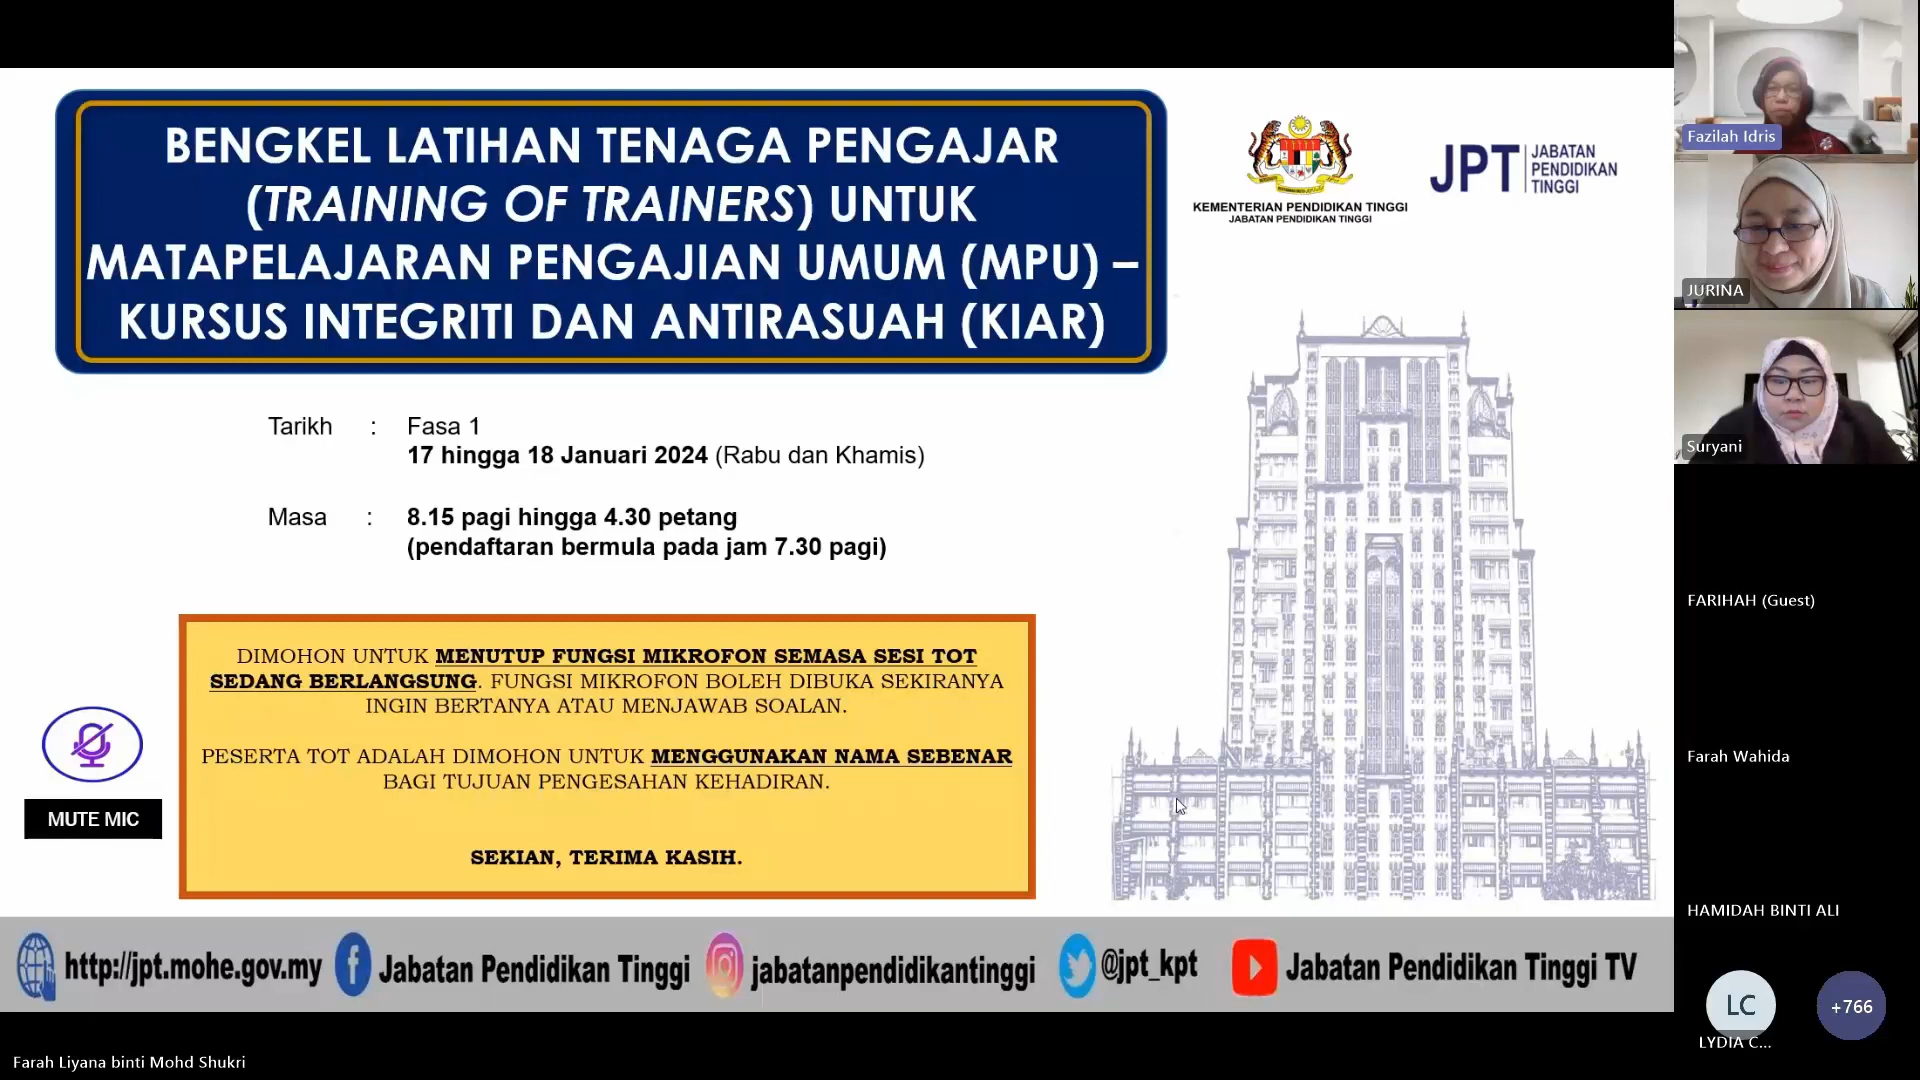 BENGKEL LATIHAN TENAGA PENGAJAR
(TRAINING OF TRAINERS) UNTUK
MATAPELAJARAN PENGAJIAN UMUM (MPU) –
KURSUS INTEGRITI DAN ANTIRASUAH (KIAR)
KEMENTERIAN PENDIDIKAN TINGGI
JABATAN PENDIDIKAN TINGGI
JPT
JABATAN
PENDIDIKAN
TINGGI
Tarikh : Fasa 1
17 hingga 18 Januari 2024 (Rabu dan Khamis)
Masa : 8.15 pagi hingga 4.30 petang
(pendaftaran bermula pada jam 7.30 pagi)
DIMOHON UNTUK MENUTUP FUNGSI MIKROFON SEMASA SESI TOT
SEDANG BERLANGSUNG. FUNGSI MIKROFON BOLEH DIBUKA SEKIRANYA
INGIN BERTANYA ATAU MENJAWAB SOALAN.
PESERTA TOT ADALAH DIMOHON UNTUK MENGGUNAKAN NAMA SEBENAR
BAGI TUJUAN PENGESAHAN KEHADIRAN.
SEKIAN, TERIMA KASIH.
MUTE MIC
http://jpt.mohe.gov.my
Jabatan Pendidikan Tinggi
jabatanpendidikantinggi
@jpt_kpt
Jabatan Pendidikan Tinggi TV
Farah Liyana binti Mohd Shukri
Fazilah Idris
JURINA
Suryani
FARIHAH (Guest)
Farah Wahida
HAMIDAH BINTI ALI
LC
+766
LYDIA C...